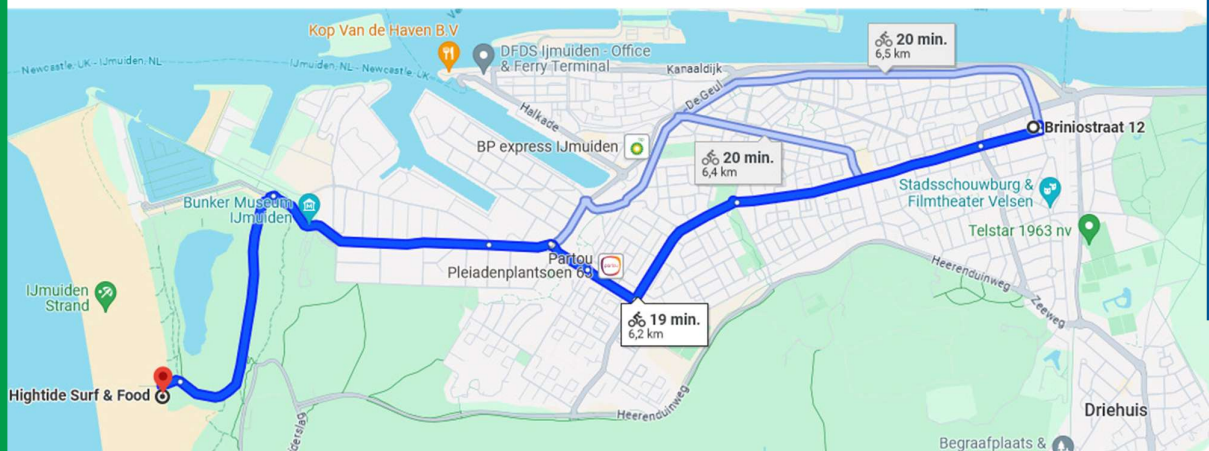 Kop Van de Haven B.V
DFDS Ijmuiden - Office
& Ferry Terminal
Newcastle, UK - IJmuiden, NL
IJmuiden, NL - Newcastle, UK
Kanaaldijk
20 min.
6,5 km
De Geul
Halkade
BP express IJmuiden
Briniostraat 12
20 min.
6,4 km
Stadsschouwburg &
Filmtheater Velsen
Bunker Museum
IJmuiden
Telstar 1963 nv
Partou
Pleiadenplantsoen 69
Heerenduinweg
Zeeweg
IJmuiden
Strand
19 min.
6,2 km
Hightide Surf & Food
Heerenduinweg
Driehuis
Begraafplaats &